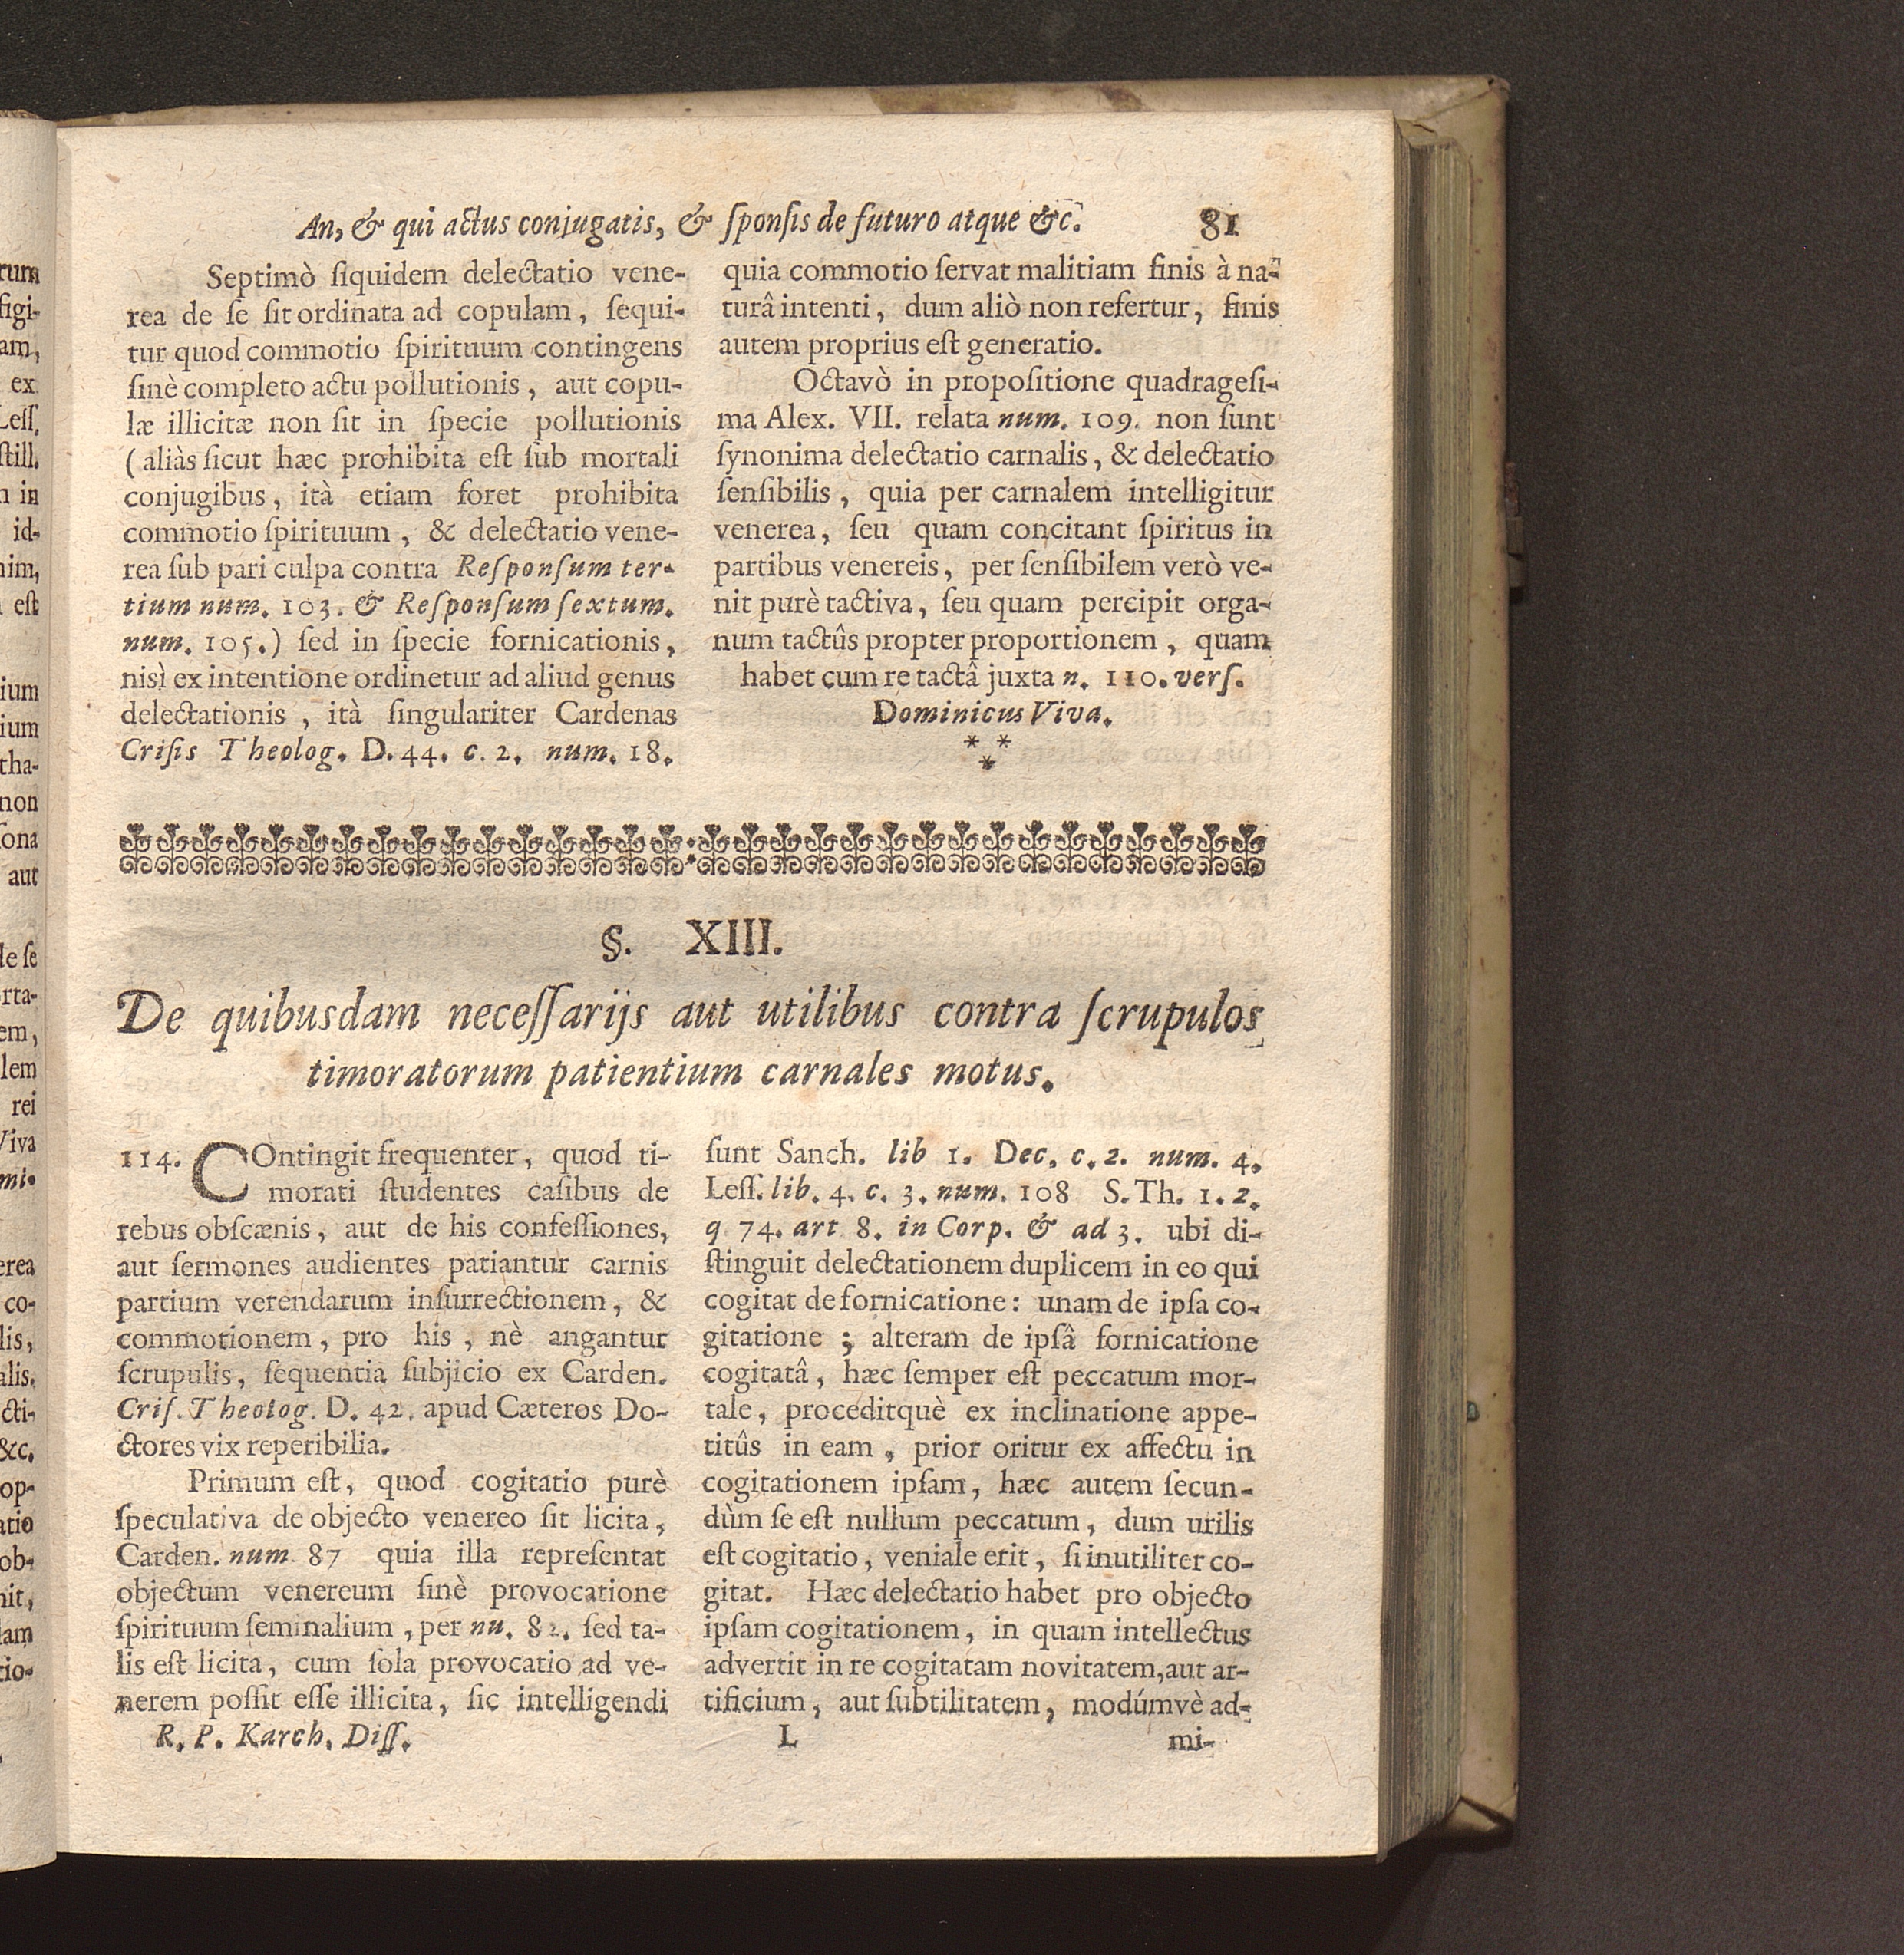 An, & qui actus conjugatis, & ſponſis de futuro atque &c. 81
Septimò ſiquidem delectatio vene-
rea de ſe ſit ordinata ad copulam, ſequi-
tur quod commotio ſpirituum contingens
ſinè completo actu pollutionis, aut copu-
læ illicitæ non ſit in ſpecie pollutionis
(aliàs ſicut hæc prohibita eſt ſub mortali
conjugibus, ità etiam foret prohibita
commotio ſpirituum, & delectatio vene-
rea ſub pari culpa contra Reſponſum ter-
tium num. 103. & Reſponſum ſextum.
num. 105.) ſed in ſpecie fornicationis,
nisì ex intentione ordinetur ad aliud genus
delectationis, ità ſingulariter Cardenas
Criſis Theolog. D. 44. c. 2. num. 18.
quia commotio ſervat malitiam finis à na-
turâ intenti, dum aliò non refertur, finis
autem proprius eſt generatio.
Octavò in propoſitione quadrageſi-
ma Alex. VII. relata num. 109. non ſunt
ſynonima delectatio carnalis, & delectatio
ſenſibilis, quia per carnalem intelligitur
venerea, ſeu quam concitant ſpiritus in
partibus venereis, per ſenſibilem verò ve-
nit purè tactiva, ſeu quam percipit orga-
num tactûs propter proportionem, quam
habet cum re tactâ juxta n. 110. verſ.
Dominicus Viva.
* *
*
§. XIII.
De quibusdam neceſſarijs aut utilibus contra ſcrupulos
timoratorum patientium carnales motus.
114. COntingit frequenter, quod ti-
morati ſtudentes caſibus de
rebus obſcænis, aut de his confeſſiones,
aut ſermones audientes patiantur carnis
partium verendarum inſurrectionem, &
commotionem, pro his, nè angantur
ſcrupulis, ſequentia ſubjicio ex Carden.
Criſ. Theolog. D. 42. apud Cæteros Do-
ctores vix reperibilia.
Primum eſt, quod cogitatio purè
ſpeculativa de objecto venereo ſit licita,
Carden. num. 87 quia illa repreſentat
objectum venereum ſinè provocatione
ſpirituum ſeminalium, per nu. 82. ſed ta-
lis eſt licita, cum ſola provocatio ad ve-
nerem poſſit eſſe illicita, ſic intelligendi
ſunt Sanch. lib 1. Dec. c. 2. num. 4.
Leſſ. lib. 4. c. 3. num. 108 S. Th. 1. 2.
q 74. art 8. in Corp. & ad 3. ubi di-
ſtinguit delectationem duplicem in eo qui
cogitat de fornicatione: unam de ipſa co-
gitatione; alteram de ipſâ fornicatione
cogitatâ, hæc ſemper eſt peccatum mor-
tale, proceditquè ex inclinatione appe-
titûs in eam, prior oritur ex affectu in
cogitationem ipſam, hæc autem ſecun-
dùm ſe eſt nullum peccatum, dum utilis
eſt cogitatio, veniale erit, ſi inutiliter co-
gitat. Hæc delectatio habet pro objecto
ipſam cogitationem, in quam intellectus
advertit in re cogitatam novitatem, aut ar-
tificium, aut ſubtilitatem, modúmvè ad-
R. P. Karch. Diſſ. L mi-